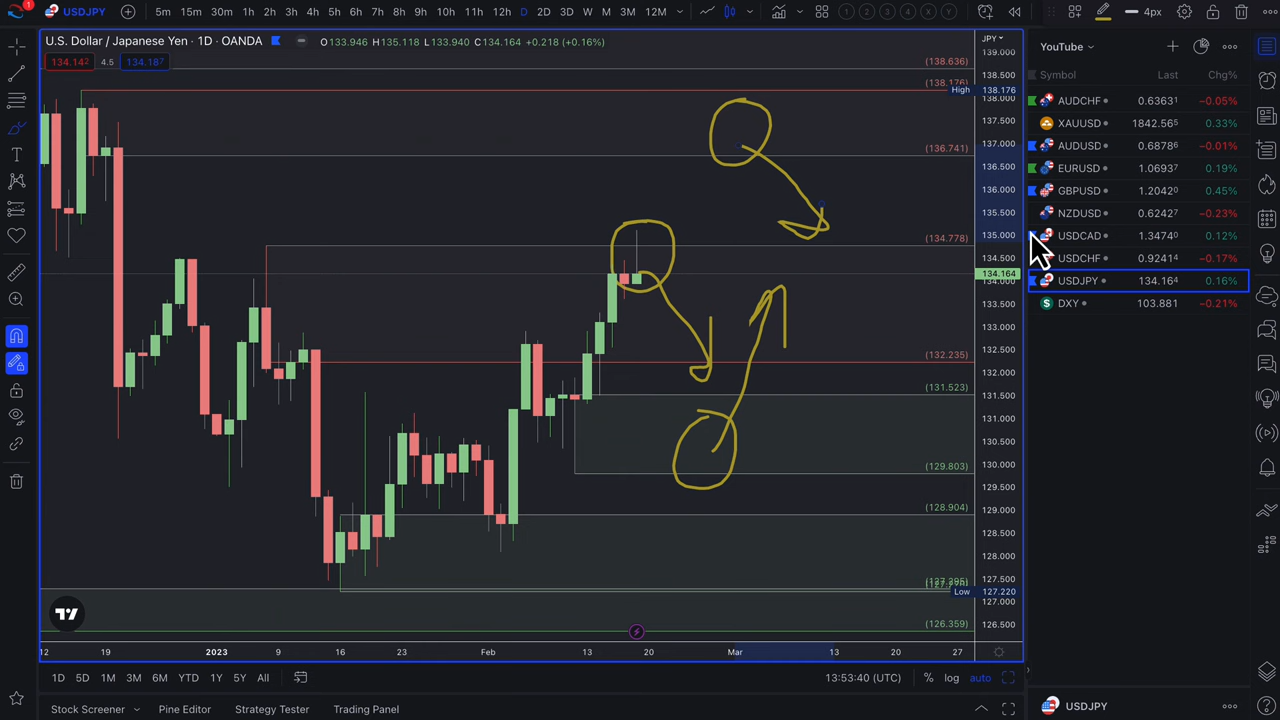 1
USDJPY
5m 15m 30m 1h 2h 3h 4h 5h 6h 7h 8h 9h 10h 11h 12h D 2D 3D W M 3M 12M
1 2 3 4 X Y
4px
U.S. Dollar / Japanese Yen · 1D · OANDA
O133.946 H135.118 L133.940 C134.164 +0.218 (+0.16%)
134.142 4.5 134.187
JPY
139.000
(138.636)
138.500
(138.176)
High 138.176
138.000
137.500
137.000
(136.741)
136.500
136.000
135.500
135.000
(134.778)
134.500
134.164
134.000
133.500
133.000
132.500
(132.235)
132.000
(131.523)
131.500
131.000
130.500
(129.803)
130.000
129.500
(128.904)
129.000
128.500
128.000
127.500
Low 127.220
127.000
(126.359)
126.500
12 19 2023 9 16 23 Feb 13 20 Mar 13 20 27
1D 5D 1M 3M 6M YTD 1Y 5Y All
13:53:40 (UTC) % log auto
Stock Screener Pine Editor Strategy Tester Trading Panel
YouTube
Symbol Last Chg%
AUDCHF 0.63631 −0.05%
XAUUSD 1842.565 0.33%
AUDUSD 0.68786 −0.01%
EURUSD 1.06937 0.19%
GBPUSD 1.20420 0.45%
NZDUSD 0.62427 −0.23%
USDCAD 1.34740 0.12%
USDCHF 0.92414 −0.17%
USDJPY 134.164 0.16%
DXY 103.881 −0.21%
USDJPY